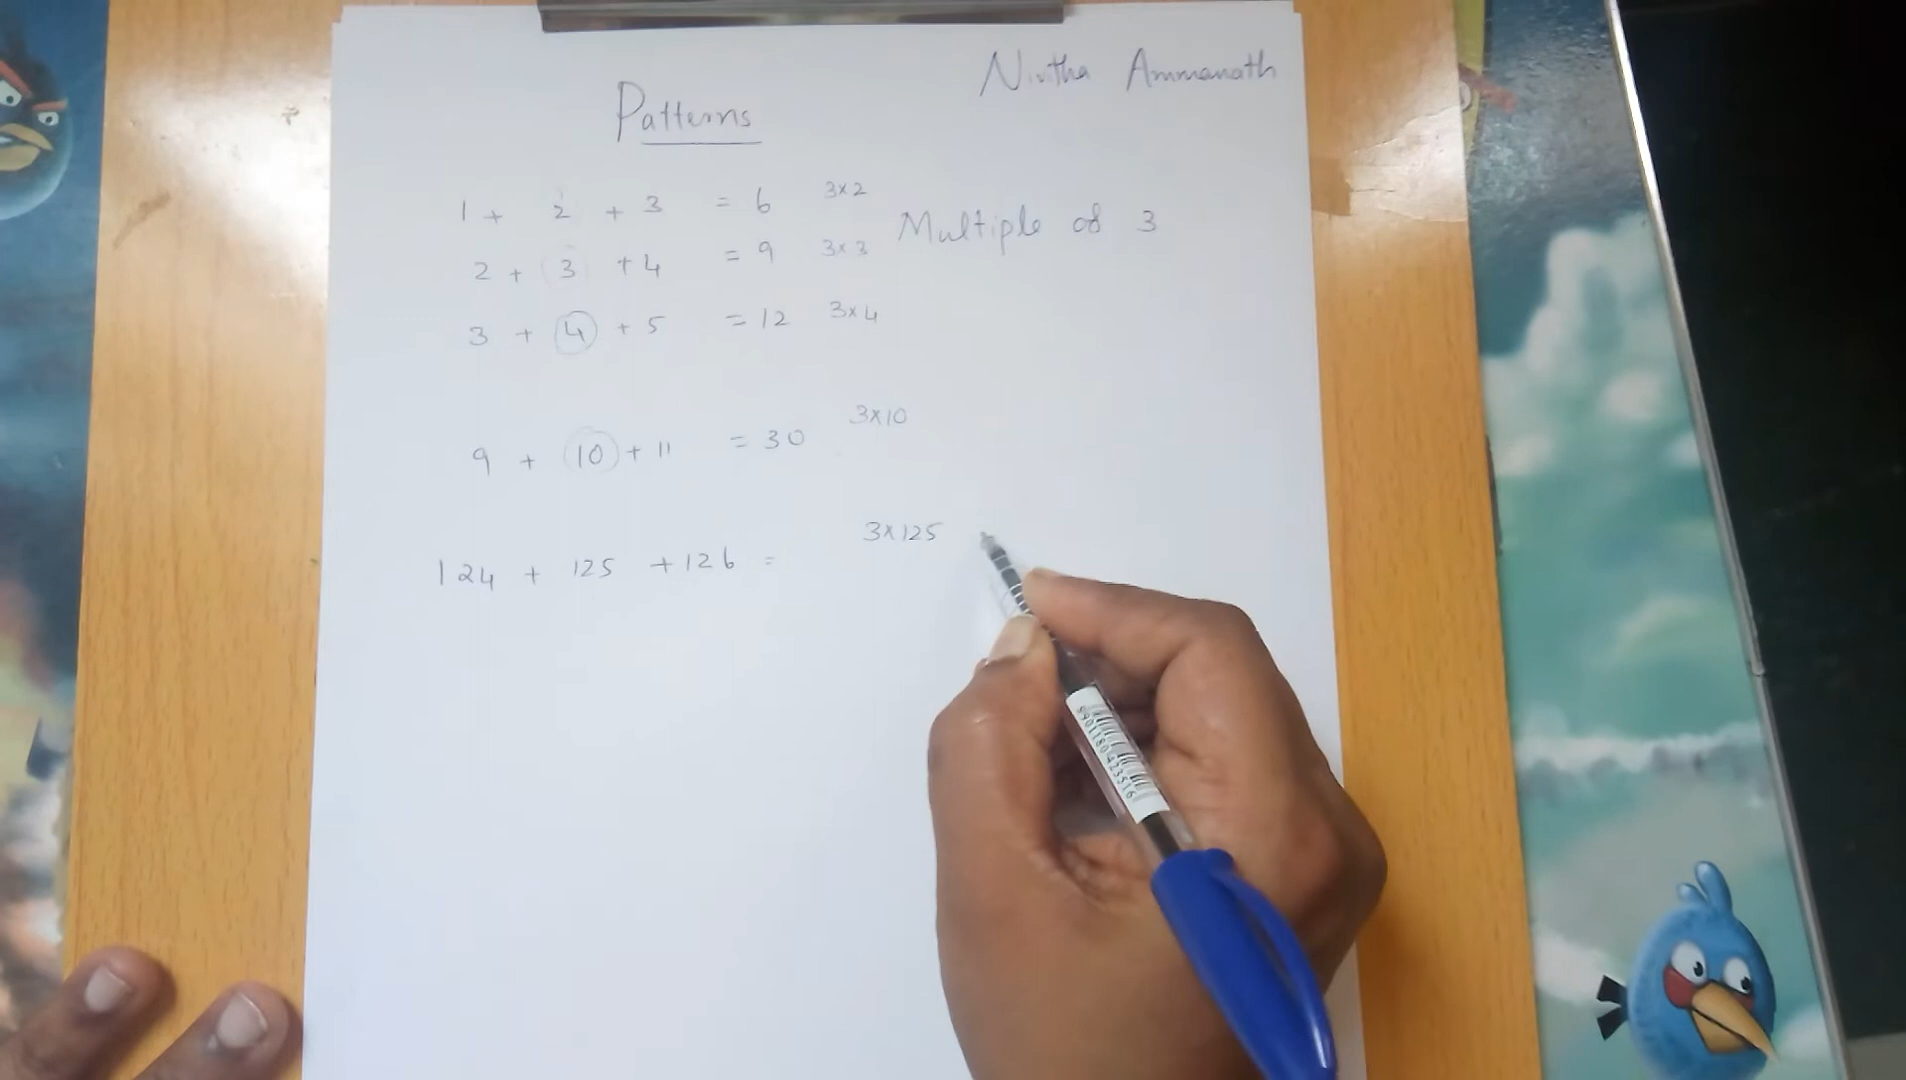 Nivitha Ammanath
Patterns
1 + 2 + 3 = 6 3x2
Multiple of 3
2 + 3 + 4 = 9 3x3
3 + 4 + 5 = 12 3x4
9 + 10 + 11 = 30 3x10
124 + 125 + 126 = 3x125
8901180423516